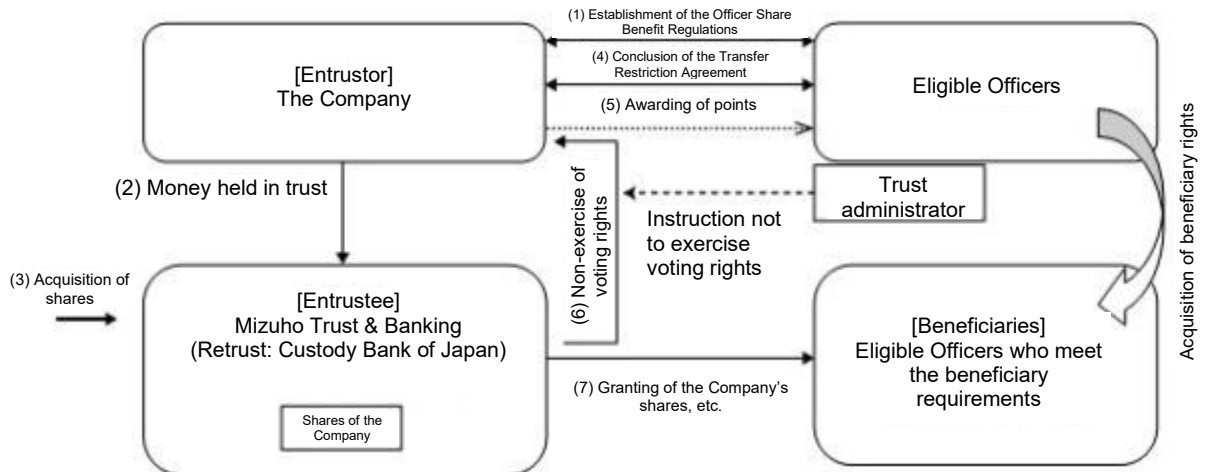 (1) Establishment of the Officer Share
Benefit Regulations
[Entrustor]
The Company
(4) Conclusion of the Transfer
Restriction Agreement
Eligible Officers
(5) Awarding of points
(2) Money held in trust
(6) Non-exercise of
voting rights
Instruction not
to exercise
voting rights
Trust
administrator
Acquisition of beneficiary rights
(3) Acquisition of
shares
[Entrustee]
Mizuho Trust & Banking
(Retrust: Custody Bank of Japan)
Shares of the
Company
(7) Granting of the Company's
shares, etc.
[Beneficiaries]
Eligible Officers who meet
the beneficiary
requirements